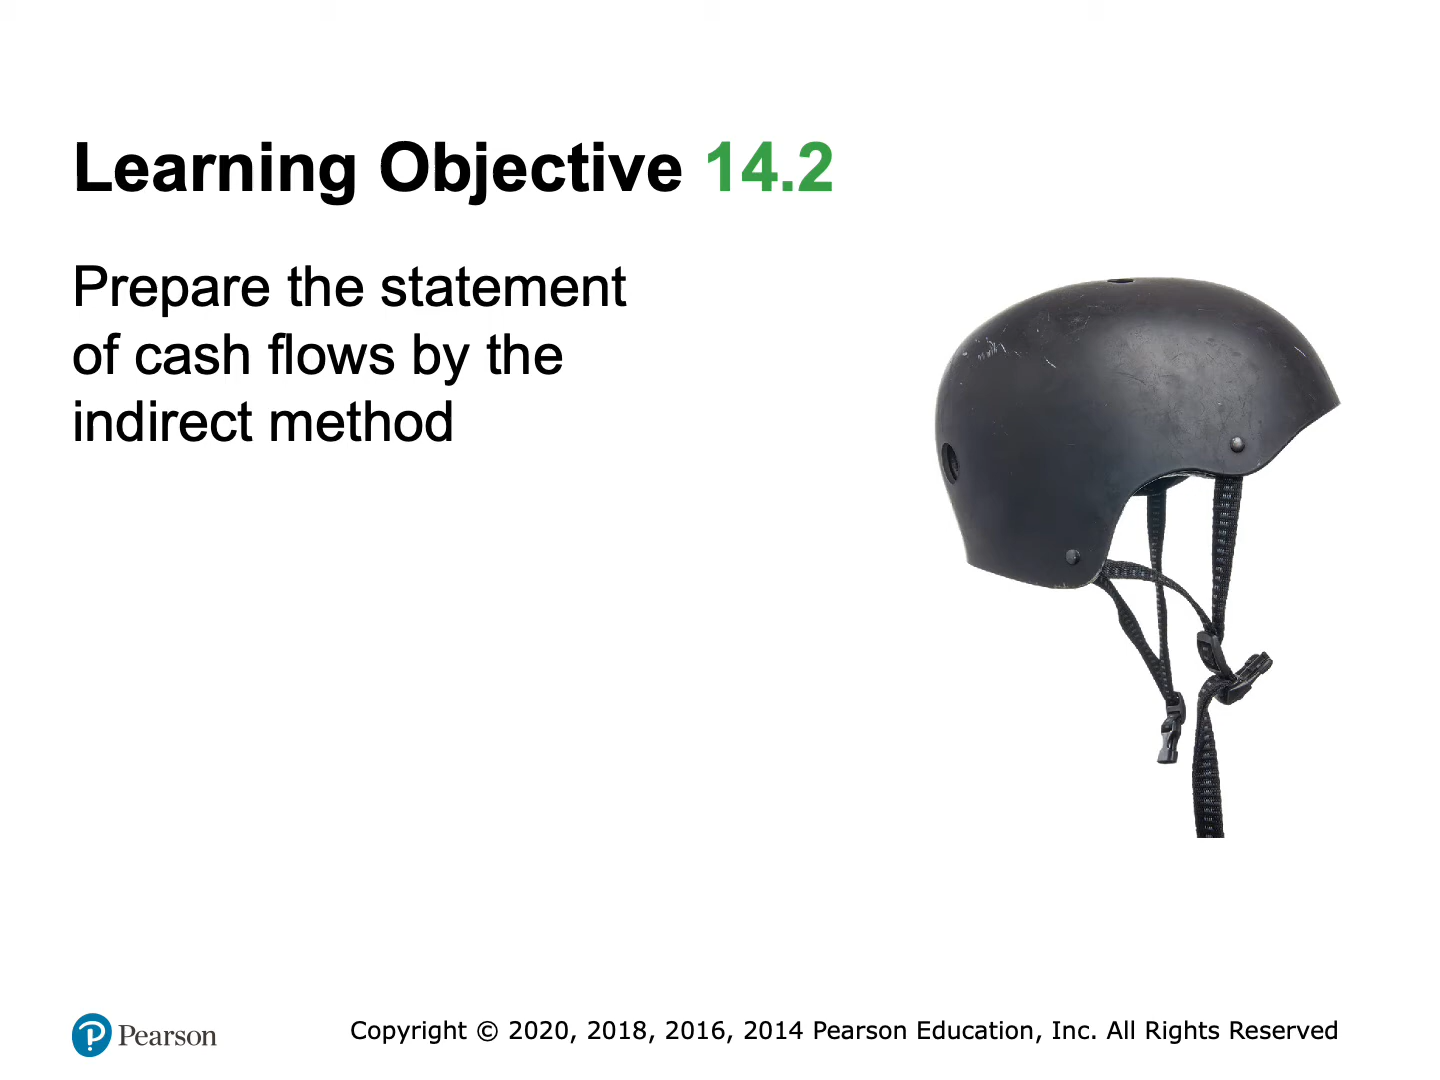 Learning Objective 14.2
Prepare the statement
of cash flows by the
indirect method
Pearson
Copyright © 2020, 2018, 2016, 2014 Pearson Education, Inc. All Rights Reserved